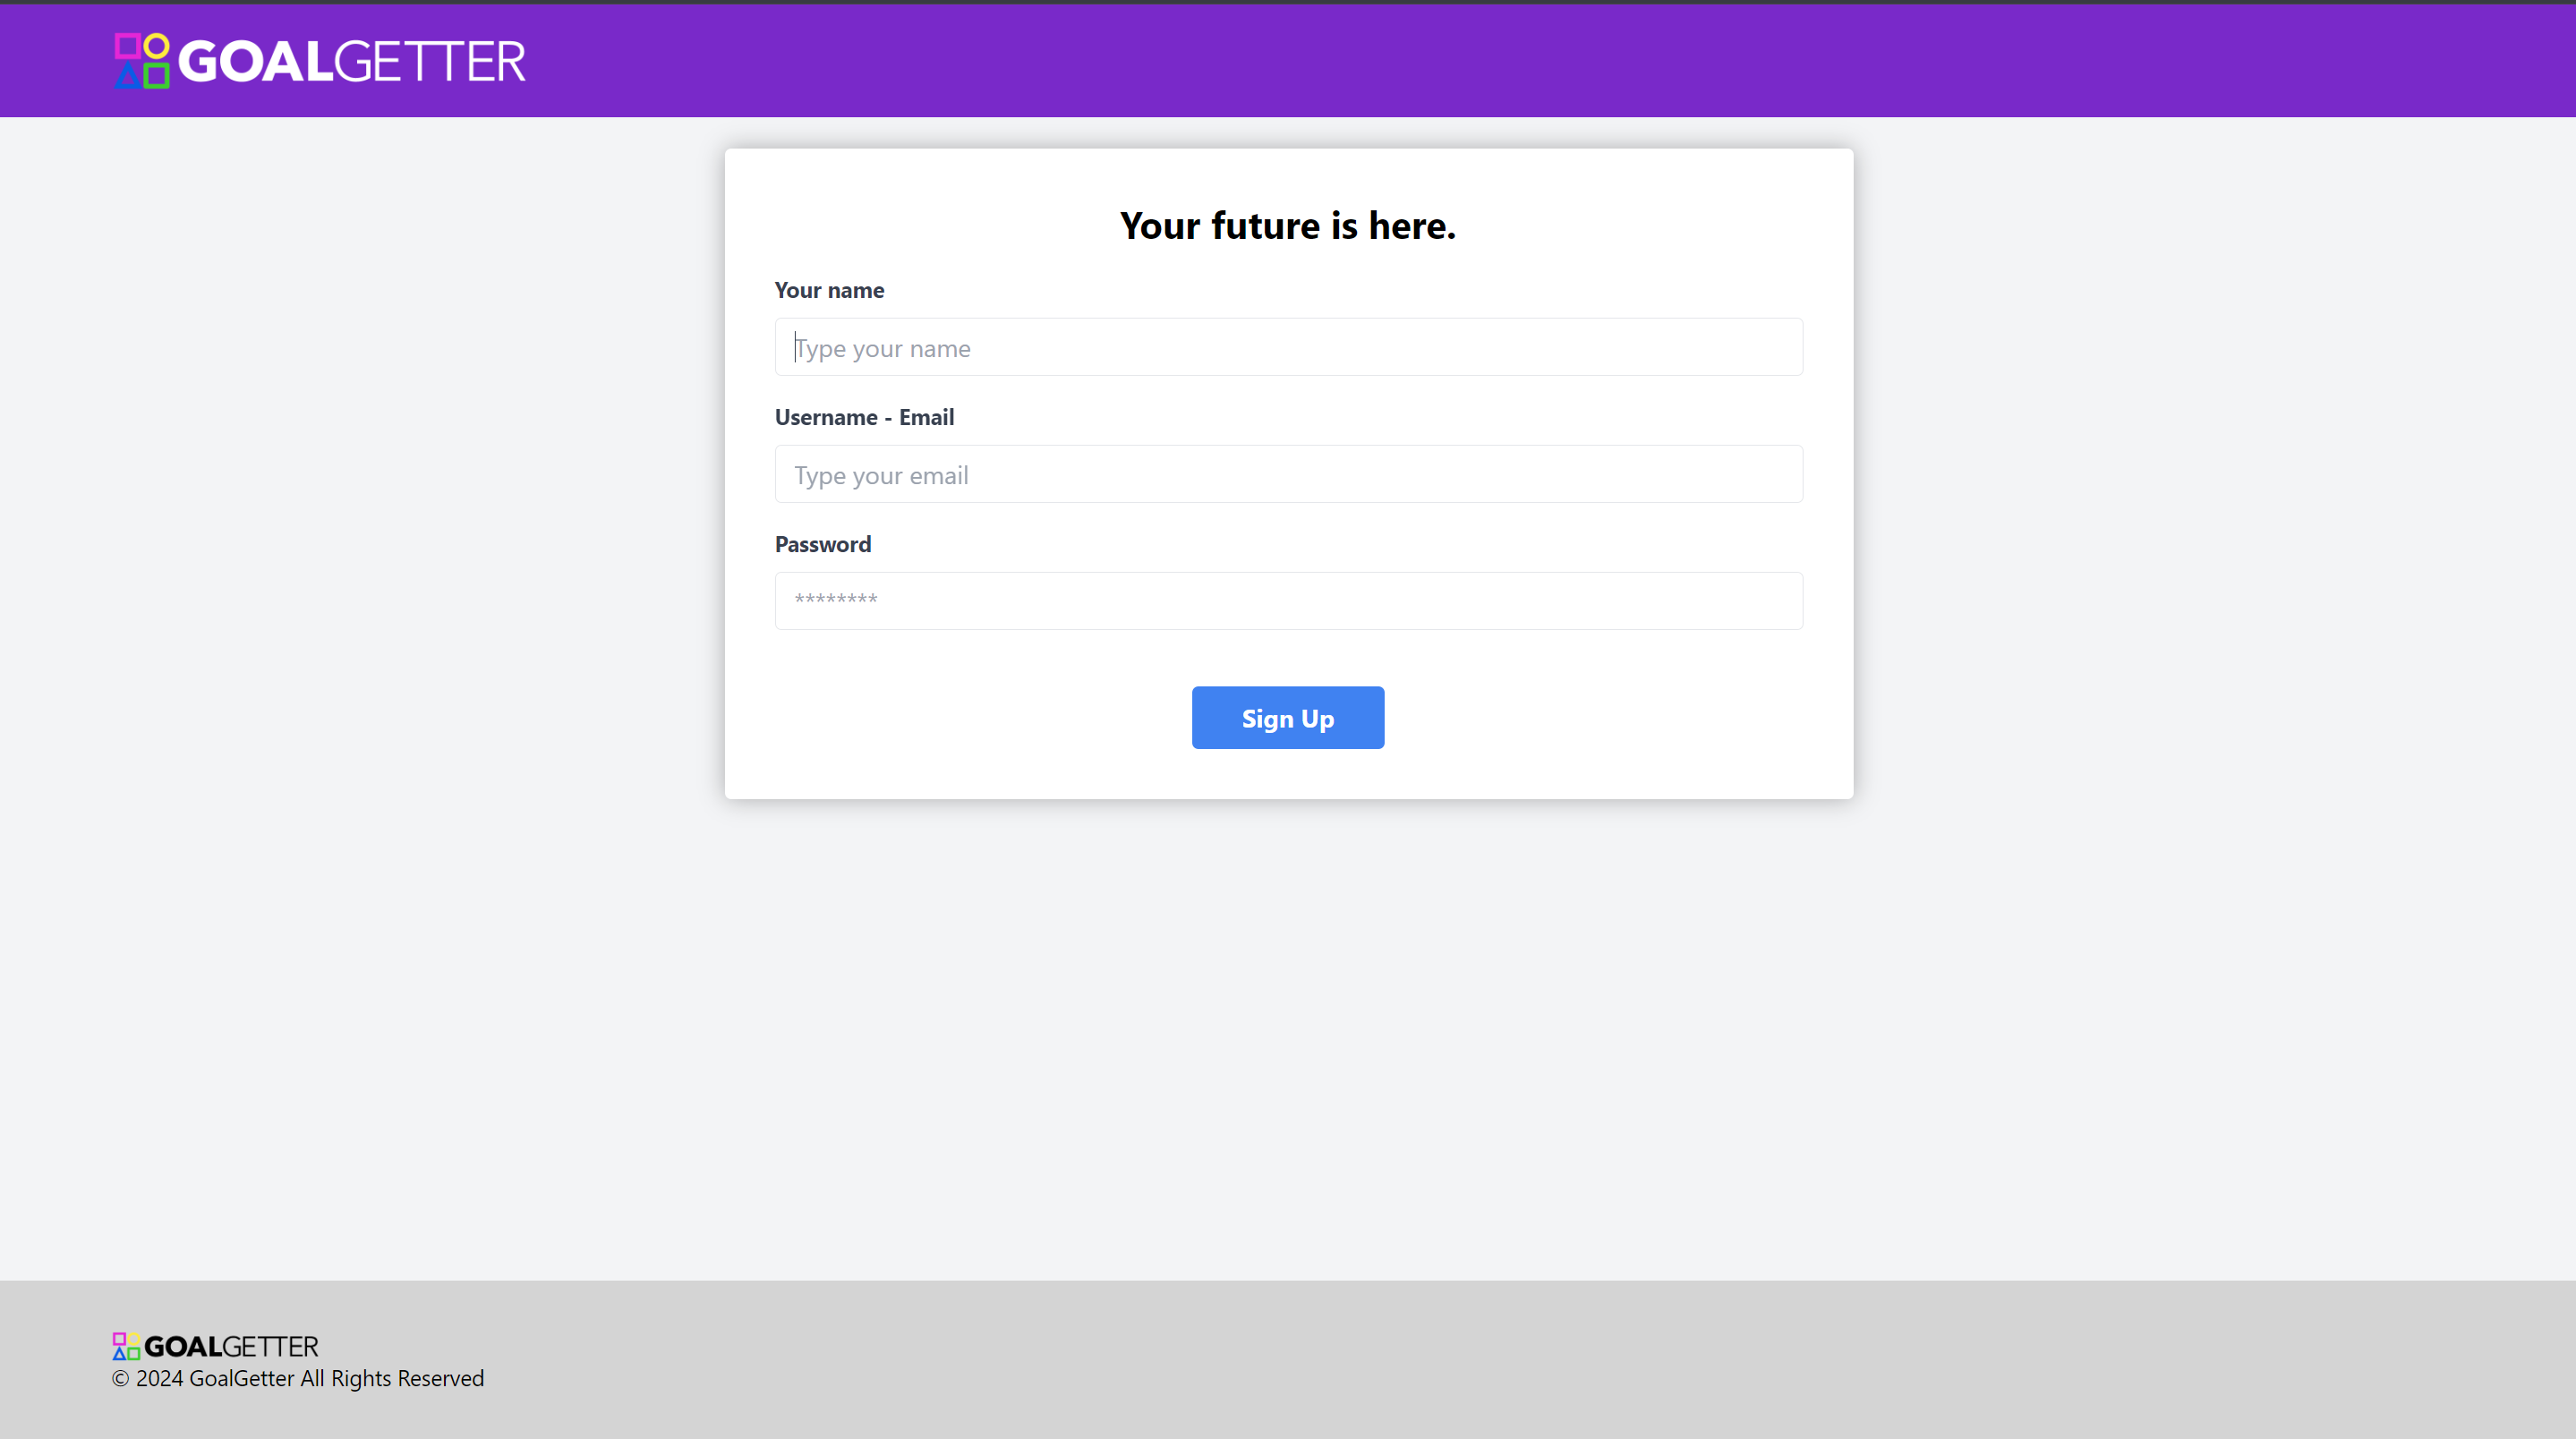 GOALGETTER
Your future is here.
Your name
Type your name
Username - Email
Type your email
Password
********
Sign Up
GOALGETTER
© 2024 GoalGetter All Rights Reserved